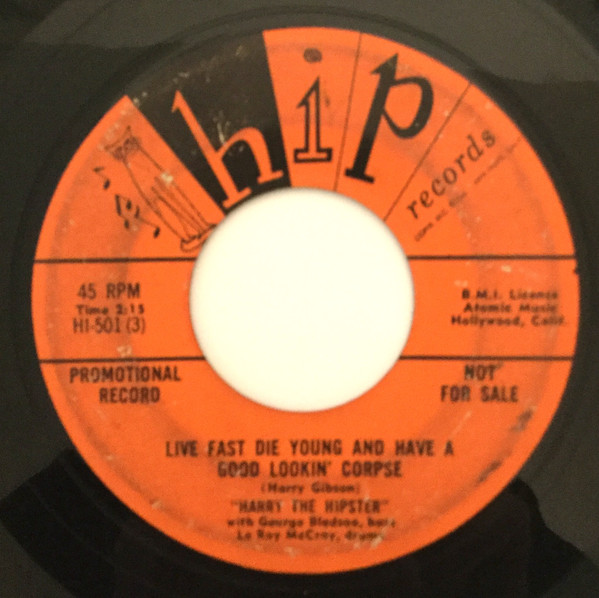 hip
records
45 RPM
Time 2:15
HI-501 (3)
B.M.I. License
Atomic Music
Hollywood, Calif.
PROMOTIONAL
RECORD
NOT
FOR SALE
LIVE FAST DIE YOUNG AND HAVE A
GOOD LOOKIN' CORPSE
(Harry Gibson)
"HARRY THE HIPSTER"
with George Bledsoe, bass
Le Roy McCray, drums